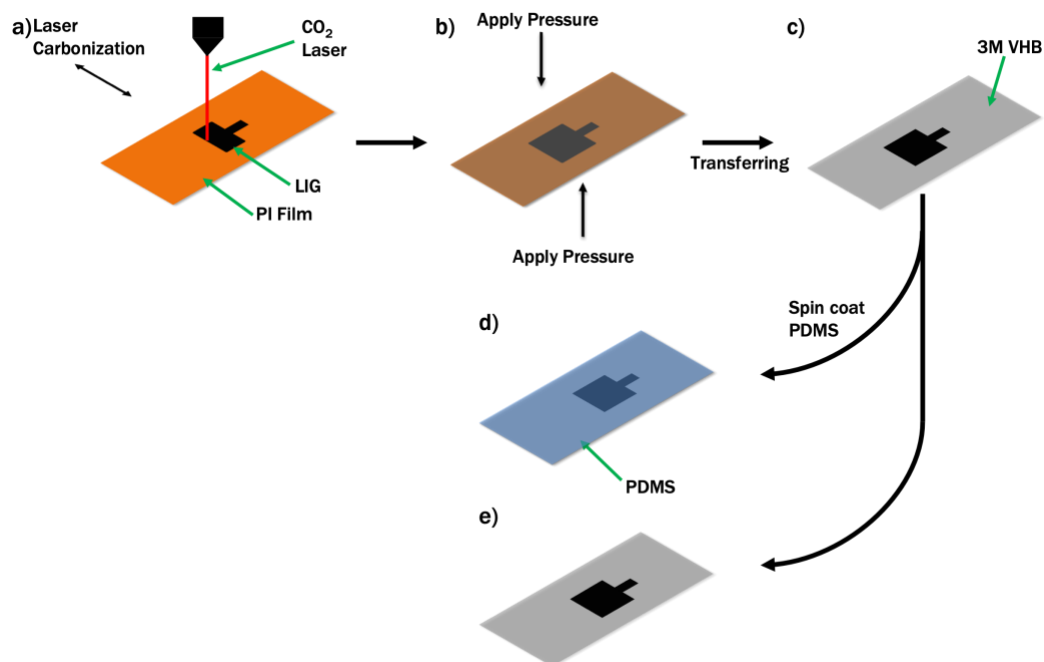 a) Laser
Carbonization
CO₂
Laser
LIG
PI Film
b)
Apply Pressure
Apply Pressure
Transferring
c)
3M VHB
Spin coat
PDMS
d)
PDMS
e)